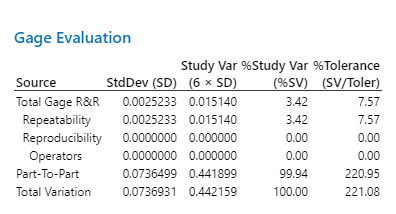 Gage Evaluation
Study Var %Study Var %Tolerance
Source StdDev (SD) (6 × SD) (%SV) (SV/Toler)
Total Gage R&R 0.0025233 0.015140 3.42 7.57
Repeatability 0.0025233 0.015140 3.42 7.57
Reproducibility 0.0000000 0.000000 0.00 0.00
Operators 0.0000000 0.000000 0.00 0.00
Part-To-Part 0.0736499 0.441899 99.94 220.95
Total Variation 0.0736931 0.442159 100.00 221.08